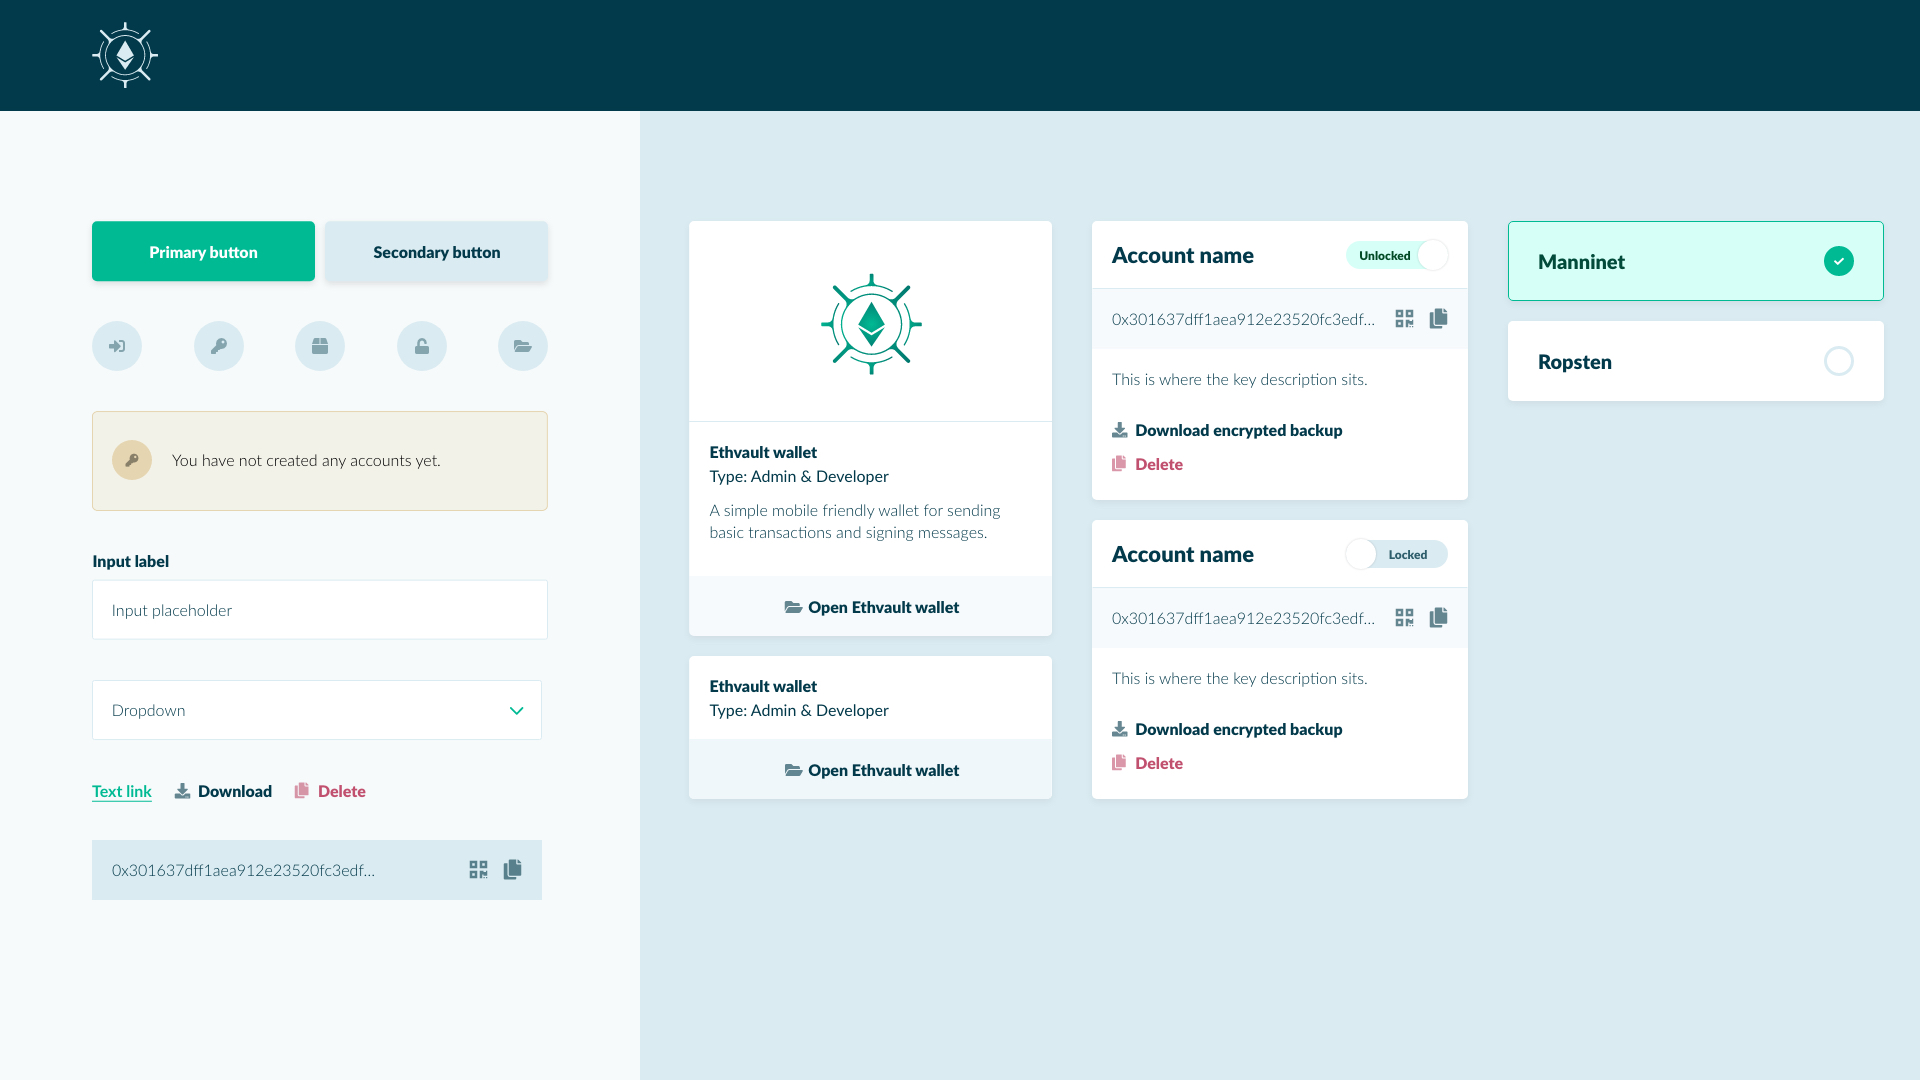 Primary button
Secondary button
You have not created any accounts yet.
Input label
Input placeholder
Dropdown
Text link
Download
Delete
0x301637dff1aea912e23520fc3edf...
Ethvault wallet
Type: Admin & Developer
A simple mobile friendly wallet for sending
basic transactions and signing messages.
Open Ethvault wallet
Ethvault wallet
Type: Admin & Developer
Open Ethvault wallet
Account name
Unlocked
0x301637dff1aea912e23520fc3edf...
This is where the key description sits.
Download encrypted backup
Delete
Account name
Locked
0x301637dff1aea912e23520fc3edf...
This is where the key description sits.
Download encrypted backup
Delete
Manninet
Ropsten